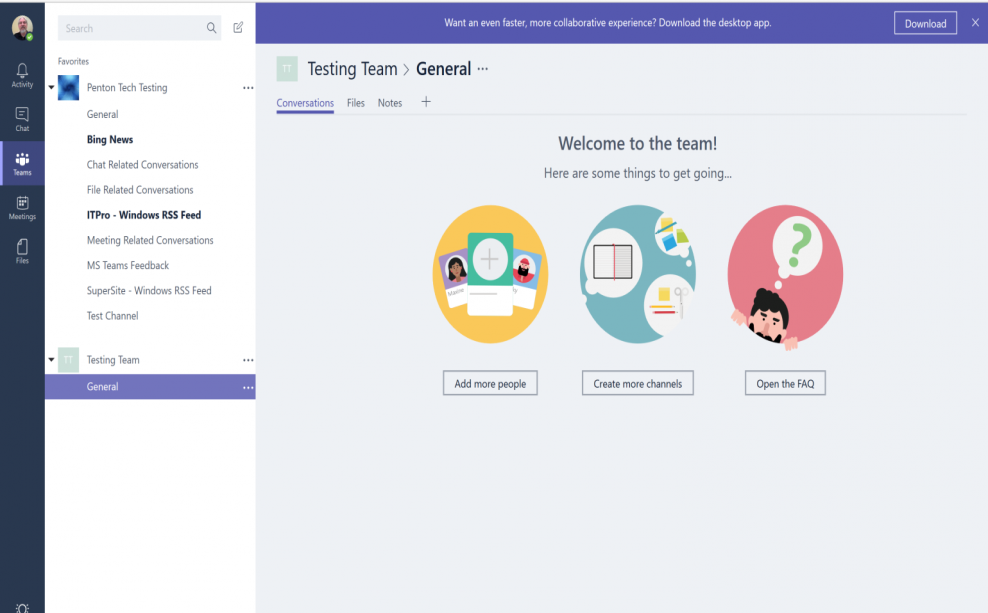 Search
Want an even faster, more collaborative experience? Download the desktop app.
Download
Activity
Chat
Teams
Meetings
Files
Favorites
Penton Tech Testing
General
Bing News
Chat Related Conversations
File Related Conversations
ITPro - Windows RSS Feed
Meeting Related Conversations
MS Teams Feedback
SuperSite - Windows RSS Feed
Test Channel
TT
Testing Team
General
TT
Testing Team > General
Conversations Files Notes
Welcome to the team!
Here are some things to get going...
Add more people
Create more channels
Open the FAQ